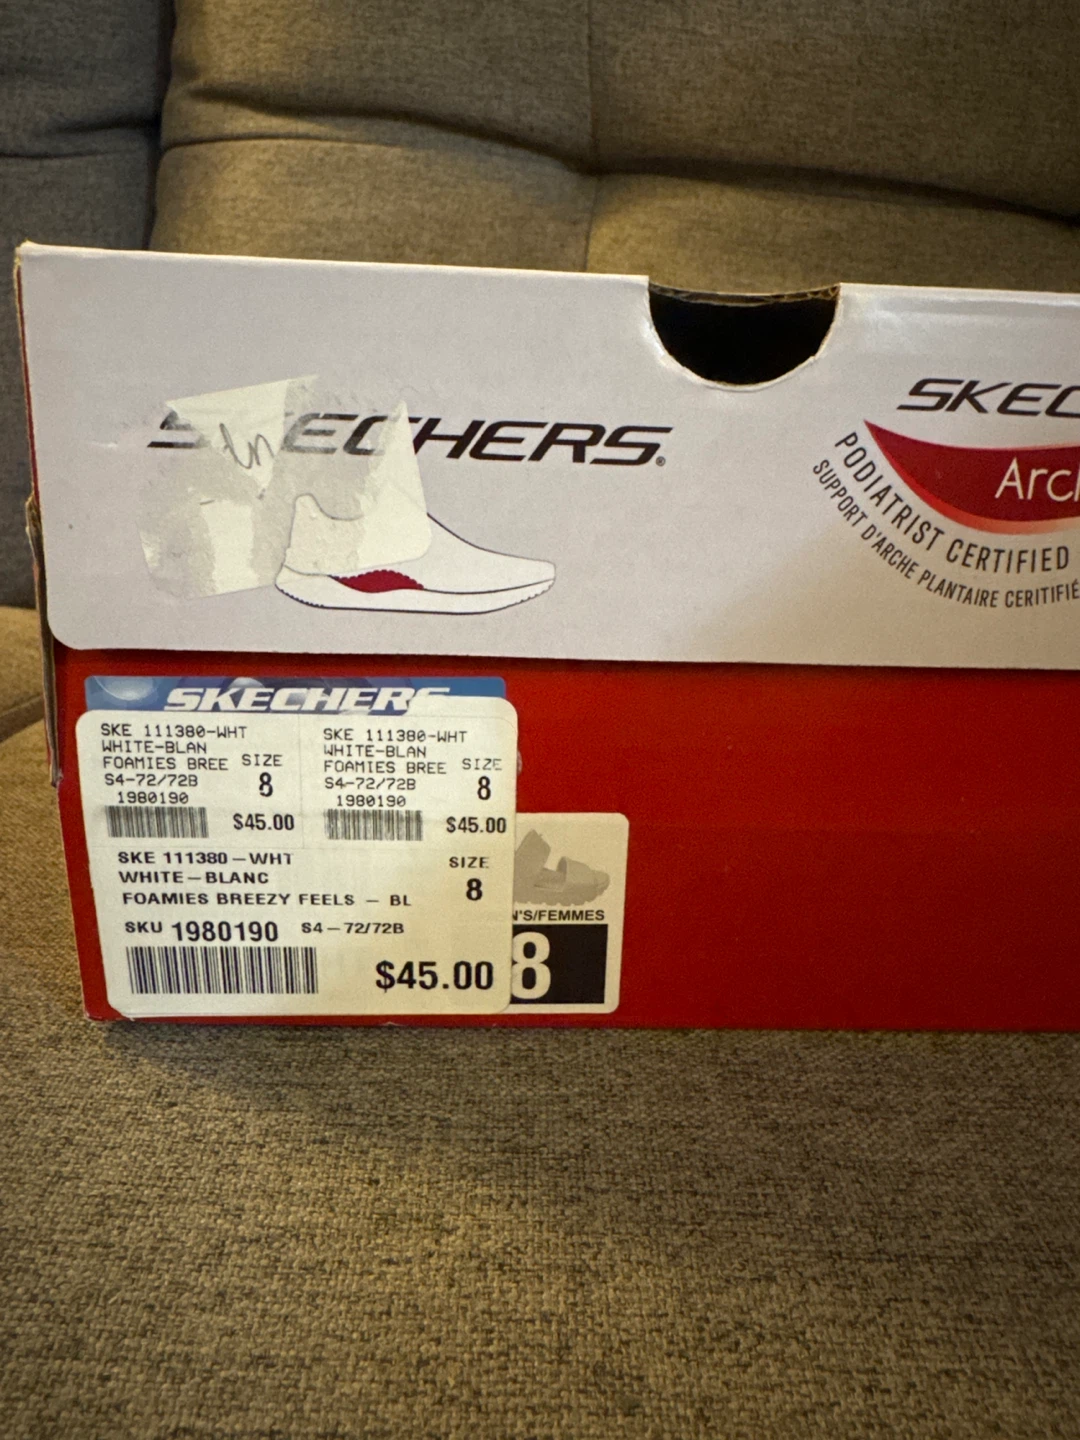 SKECHERS®
SKEC
Arc
PODIATRIST CERTIFIED
SUPPORT D'ARCHE PLANTAIRE CERITIFIÉ
SKECHERS
SKE 111380-WHT
WHITE-BLAN
FOAMIES BREE SIZE
S4-72/72B 8
1980190
$45.00
SKE 111380-WHT
WHITE-BLAN
FOAMIES BREE SIZE
S4-72/72B 8
1980190
$45.00
SKE 111380-WHT SIZE
WHITE-BLANC 8
FOAMIES BREEZY FEELS - BL
SKU 1980190 S4-72/72B
$45.00
N'S/FEMMES
8